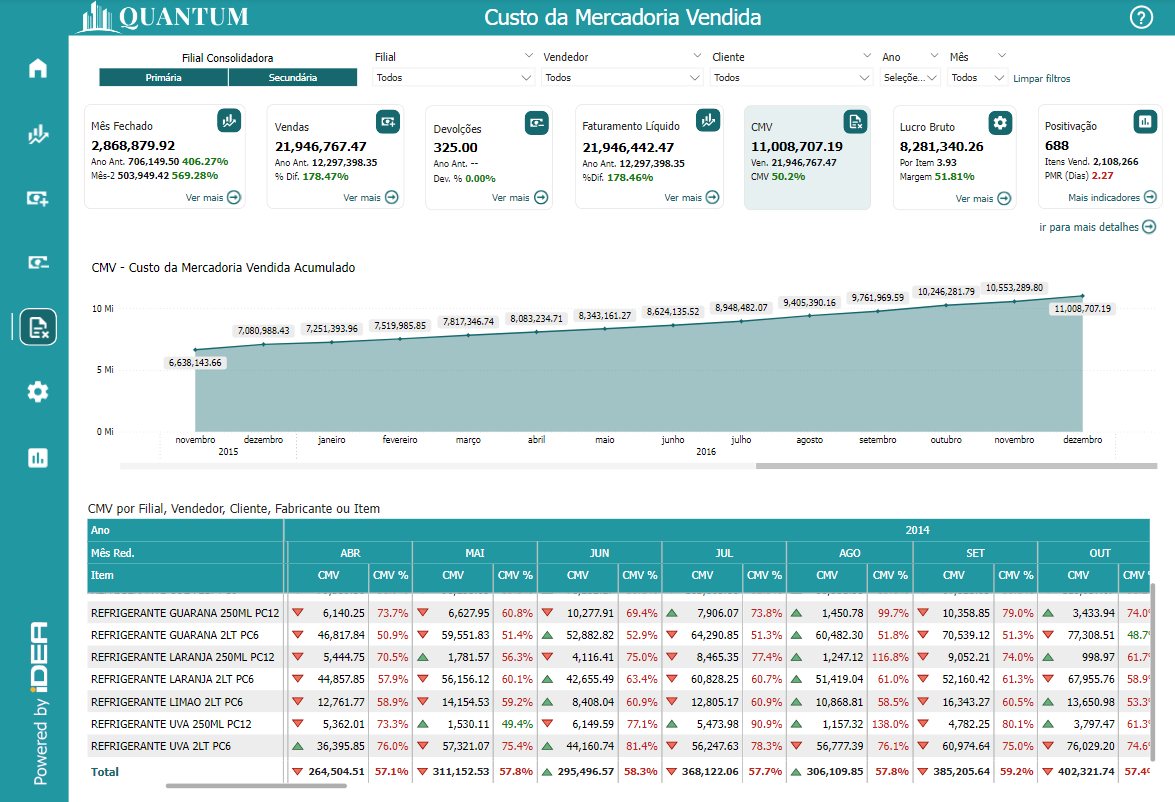 QUANTUM
Custo da Mercadoria Vendida
?
Filial Consolidadora
Primária Secundária
Filial
Todos
Vendedor
Todos
Cliente
Todos
Ano
Seleçõe...
Mês
Todos
Limpar filtros
Mês Fechado
2,868,879.92
Ano Ant. 706,149.50 406.27%
Mês-2 503,949.42 569.28%
Ver mais
Vendas
21,946,767.47
Ano Ant. 12,297,398.35
% Dif. 178.47%
Ver mais
Devolções
325.00
Ano Ant. --
Dev. % 0.00%
Ver mais
Faturamento Líquido
21,946,442.47
Ano Ant. 12,297,398.35
%Dif. 178.46%
Ver mais
CMV
11,008,707.19
Ven. 21,946,767.47
CMV 50.2%
Lucro Bruto
8,281,340.26
Por Item 3.93
Margem 51.81%
Ver mais
Positivação
688
Itens Vend. 2,108,266
PMR (Dias) 2.27
Mais indicadores
ir para mais detalhes
CMV - Custo da Mercadoria Vendida Acumulado
10 Mi
5 Mi
0 Mi
6,638,143.66
7,080,988.43
7,251,393.96
7,519,985.85
7,817,346.74
8,083,234.71
8,343,161.27
8,624,135.52
8,948,482.07
9,405,390.16
9,761,969.59
10,246,281.79
10,553,289.80
11,008,707.19
novembro dezembro janeiro fevereiro março abril maio junho julho agosto setembro outubro novembro dezembro
2015 2016
CMV por Filial, Vendedor, Cliente, Fabricante ou Item
Ano 2014
Mês Red. ABR MAI JUN JUL AGO SET OUT
Item CMV CMV % CMV CMV % CMV CMV % CMV CMV % CMV CMV % CMV CMV % CMV CMV
REFRIGERANTE GUARANA 250ML PC12 6,140.25 73.7% 6,627.95 60.8% 10,277.91 69.4% 7,906.07 73.8% 1,450.78 99.7% 10,358.85 79.0% 3,433.94 74.0%
REFRIGERANTE GUARANA 2LT PC6 46,817.84 50.9% 59,551.83 51.4% 52,882.82 52.9% 64,290.85 51.3% 60,482.30 51.8% 70,539.12 51.3% 77,308.51 48.7%
REFRIGERANTE LARANJA 250ML PC12 5,444.75 70.5% 1,781.57 56.3% 4,116.41 75.0% 8,465.35 77.4% 1,247.12 116.8% 9,052.21 74.0% 998.97 61.7%
REFRIGERANTE LARANJA 2LT PC6 44,857.85 57.9% 56,156.12 60.1% 42,655.49 63.4% 60,828.25 60.7% 51,419.04 61.0% 52,160.42 61.3% 67,955.76 58.9%
REFRIGERANTE LIMAO 2LT PC6 12,761.77 58.9% 14,154.53 59.2% 8,408.04 60.9% 12,805.17 60.9% 10,868.81 58.5% 16,343.27 60.5% 13,650.98 53.3%
REFRIGERANTE UVA 250ML PC12 5,362.01 73.3% 1,530.11 49.4% 6,149.59 77.1% 5,473.98 90.9% 1,157.32 138.0% 4,782.25 80.1% 3,797.47 61.3%
REFRIGERANTE UVA 2LT PC6 36,395.85 76.0% 57,321.07 75.4% 44,160.74 81.4% 56,247.63 78.3% 56,777.39 76.1% 60,974.64 75.0% 76,029.20 74.6%
Total 264,504.51 57.1% 311,152.53 57.8% 295,496.57 58.3% 368,122.06 57.7% 306,109.85 57.8% 385,205.64 59.2% 402,321.74 57.4%
Powered by iDEA